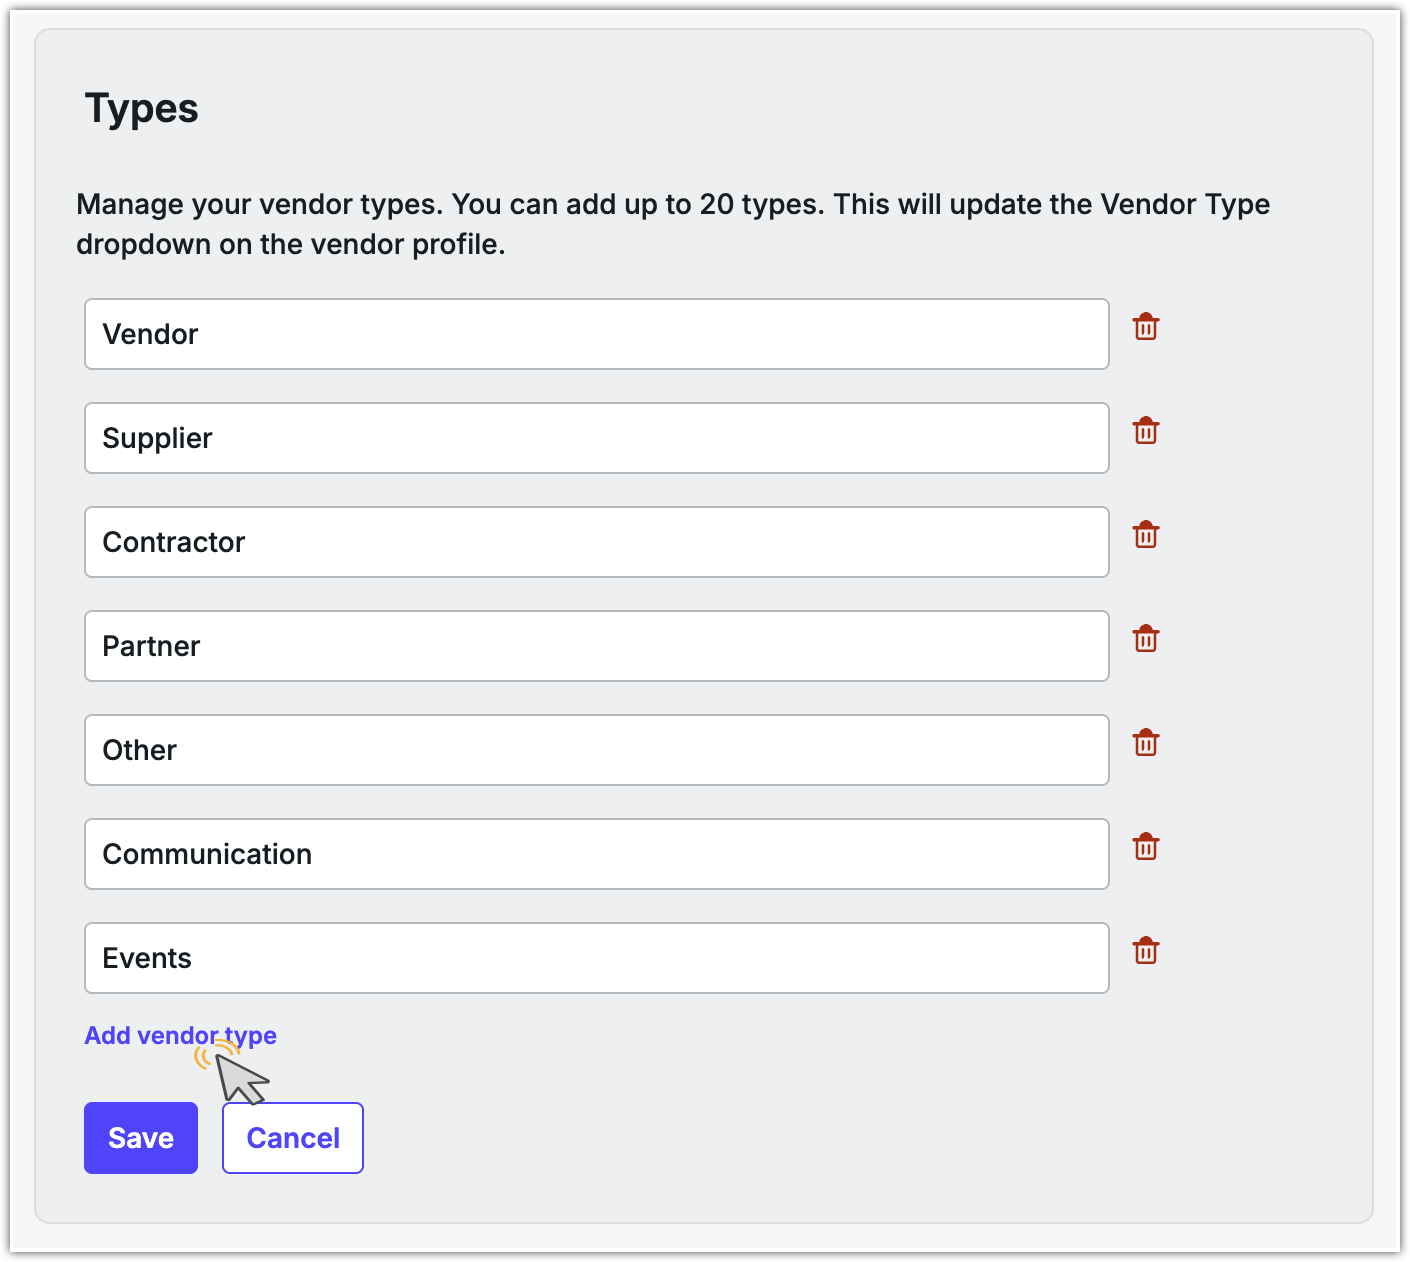 Types
Manage your vendor types. You can add up to 20 types. This will update the Vendor Type
dropdown on the vendor profile.
Vendor
Supplier
Contractor
Partner
Other
Communication
Events
Add vendor type
Save Cancel